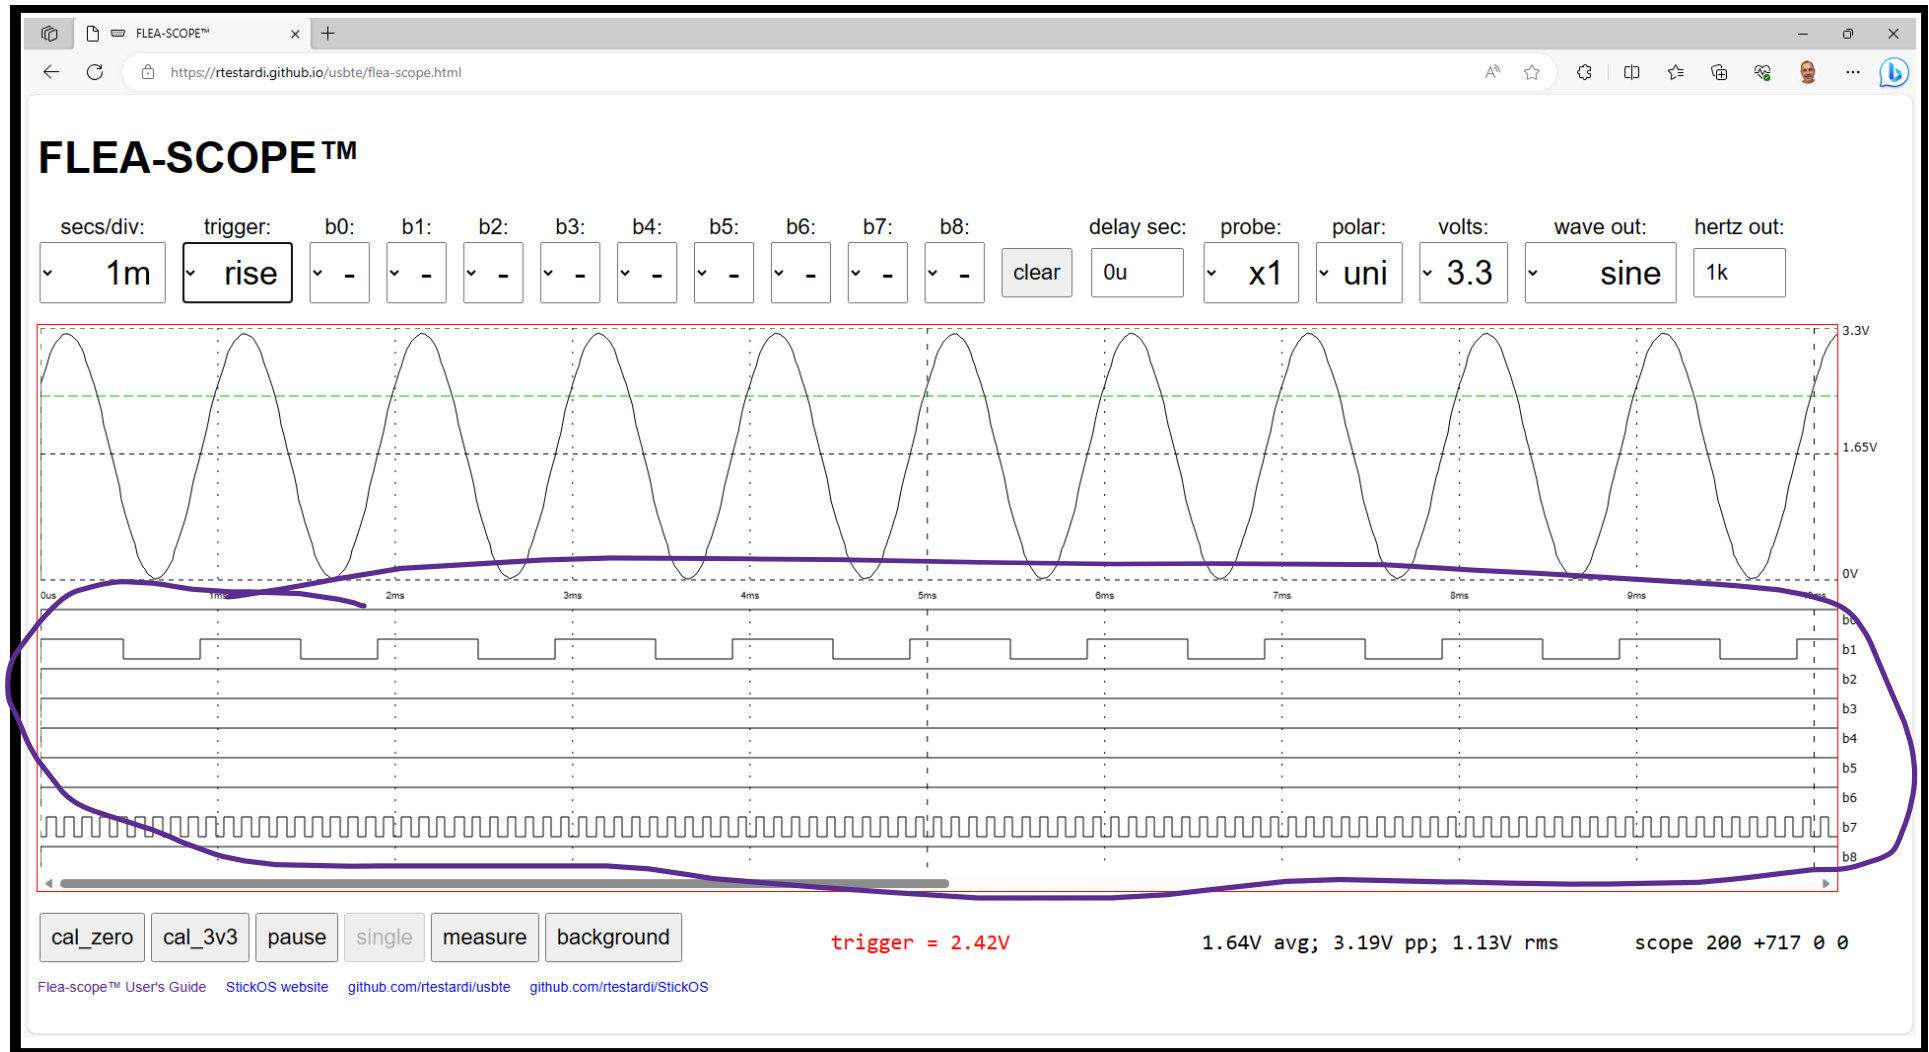 FLEA-SCOPE™
https://rtestardi.github.io/usbte/flea-scope.html
FLEA-SCOPE™
secs/div: trigger: b0: b1: b2: b3: b4: b5: b6: b7: b8: delay sec: probe: polar: volts: wave out: hertz out:
1m rise - - - - - - - - - clear 0u x1 uni 3.3 sine 1k
3.3V
1.65V
0V
0us 1ms 2ms 3ms 4ms 5ms 6ms 7ms 8ms 9ms
b0
b1
b2
b3
b4
b5
b6
b7
b8
cal_zero cal_3v3 pause single measure background trigger = 2.42V 1.64V avg; 3.19V pp; 1.13V rms scope 200 +717 0 0
Flea-scope™ User's Guide StickOS website github.com/rtestardi/usbte github.com/rtestardi/StickOS